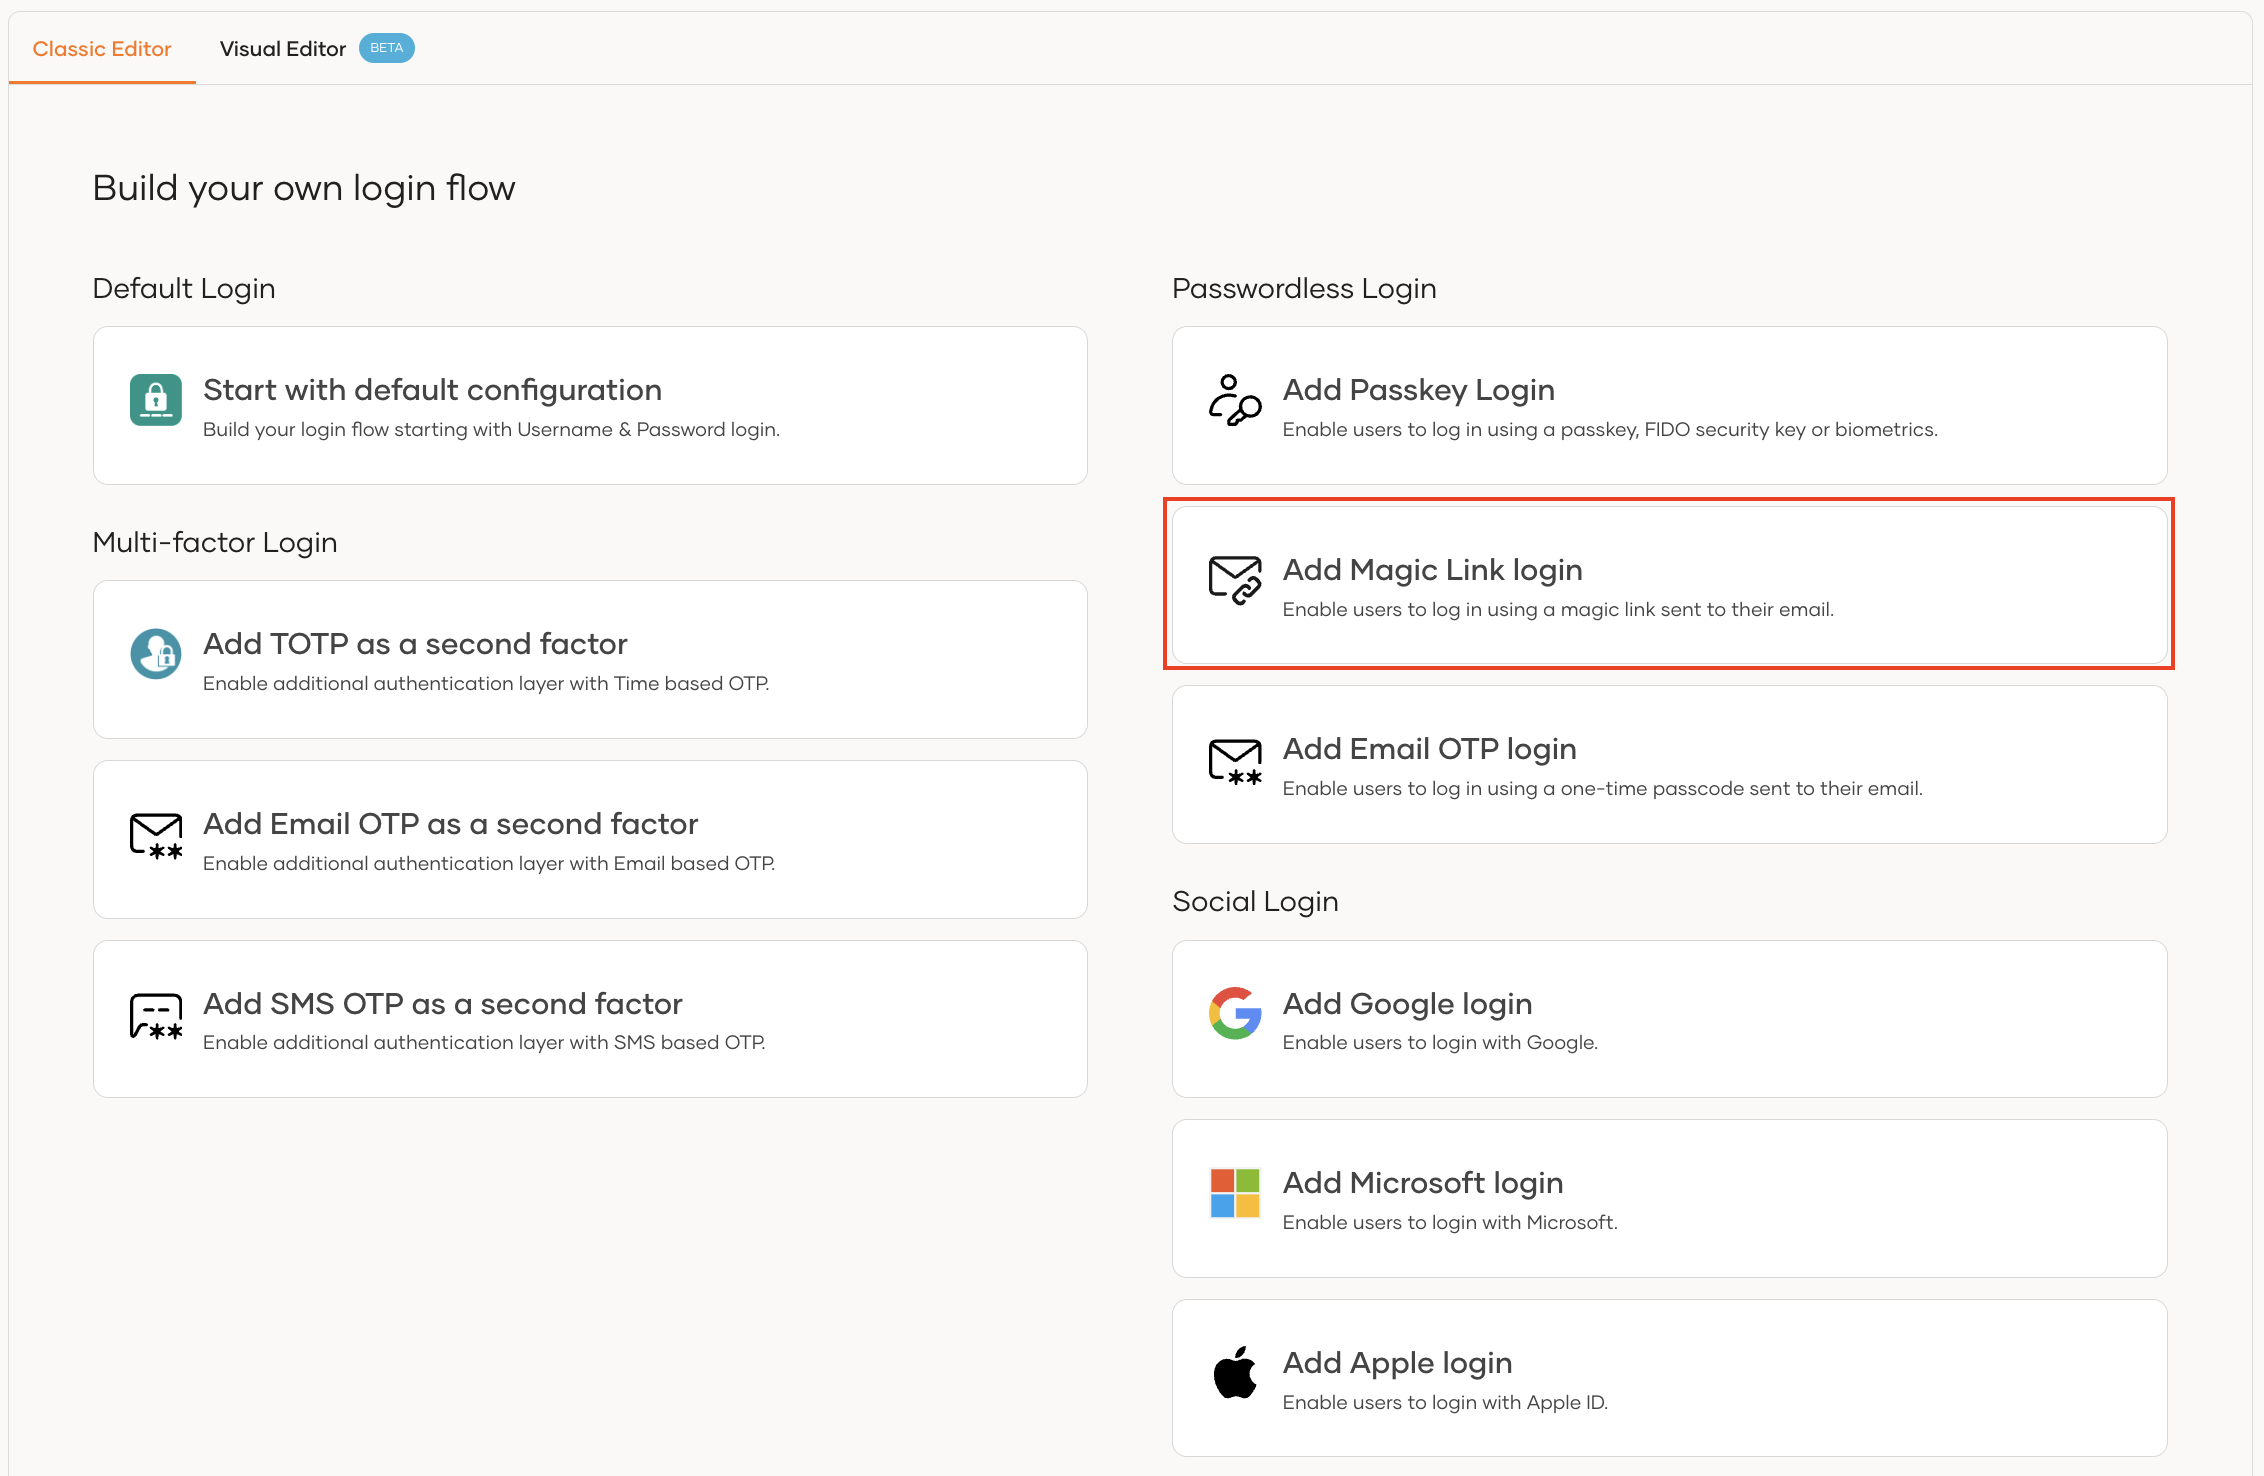 Classic Editor
Visual Editor
BETA
Build your own login flow
Default Login
Start with default configuration
Build your login flow starting with Username & Password login.
Multi-factor Login
Add TOTP as a second factor
Enable additional authentication layer with Time based OTP.
Add Email OTP as a second factor
Enable additional authentication layer with Email based OTP.
Add SMS OTP as a second factor
Enable additional authentication layer with SMS based OTP.
Passwordless Login
Add Passkey Login
Enable users to log in using a passkey, FIDO security key or biometrics.
Add Magic Link login
Enable users to log in using a magic link sent to their email.
Add Email OTP login
Enable users to log in using a one-time passcode sent to their email.
Social Login
Add Google login
Enable users to login with Google.
Add Microsoft login
Enable users to login with Microsoft.
Add Apple login
Enable users to login with Apple ID.